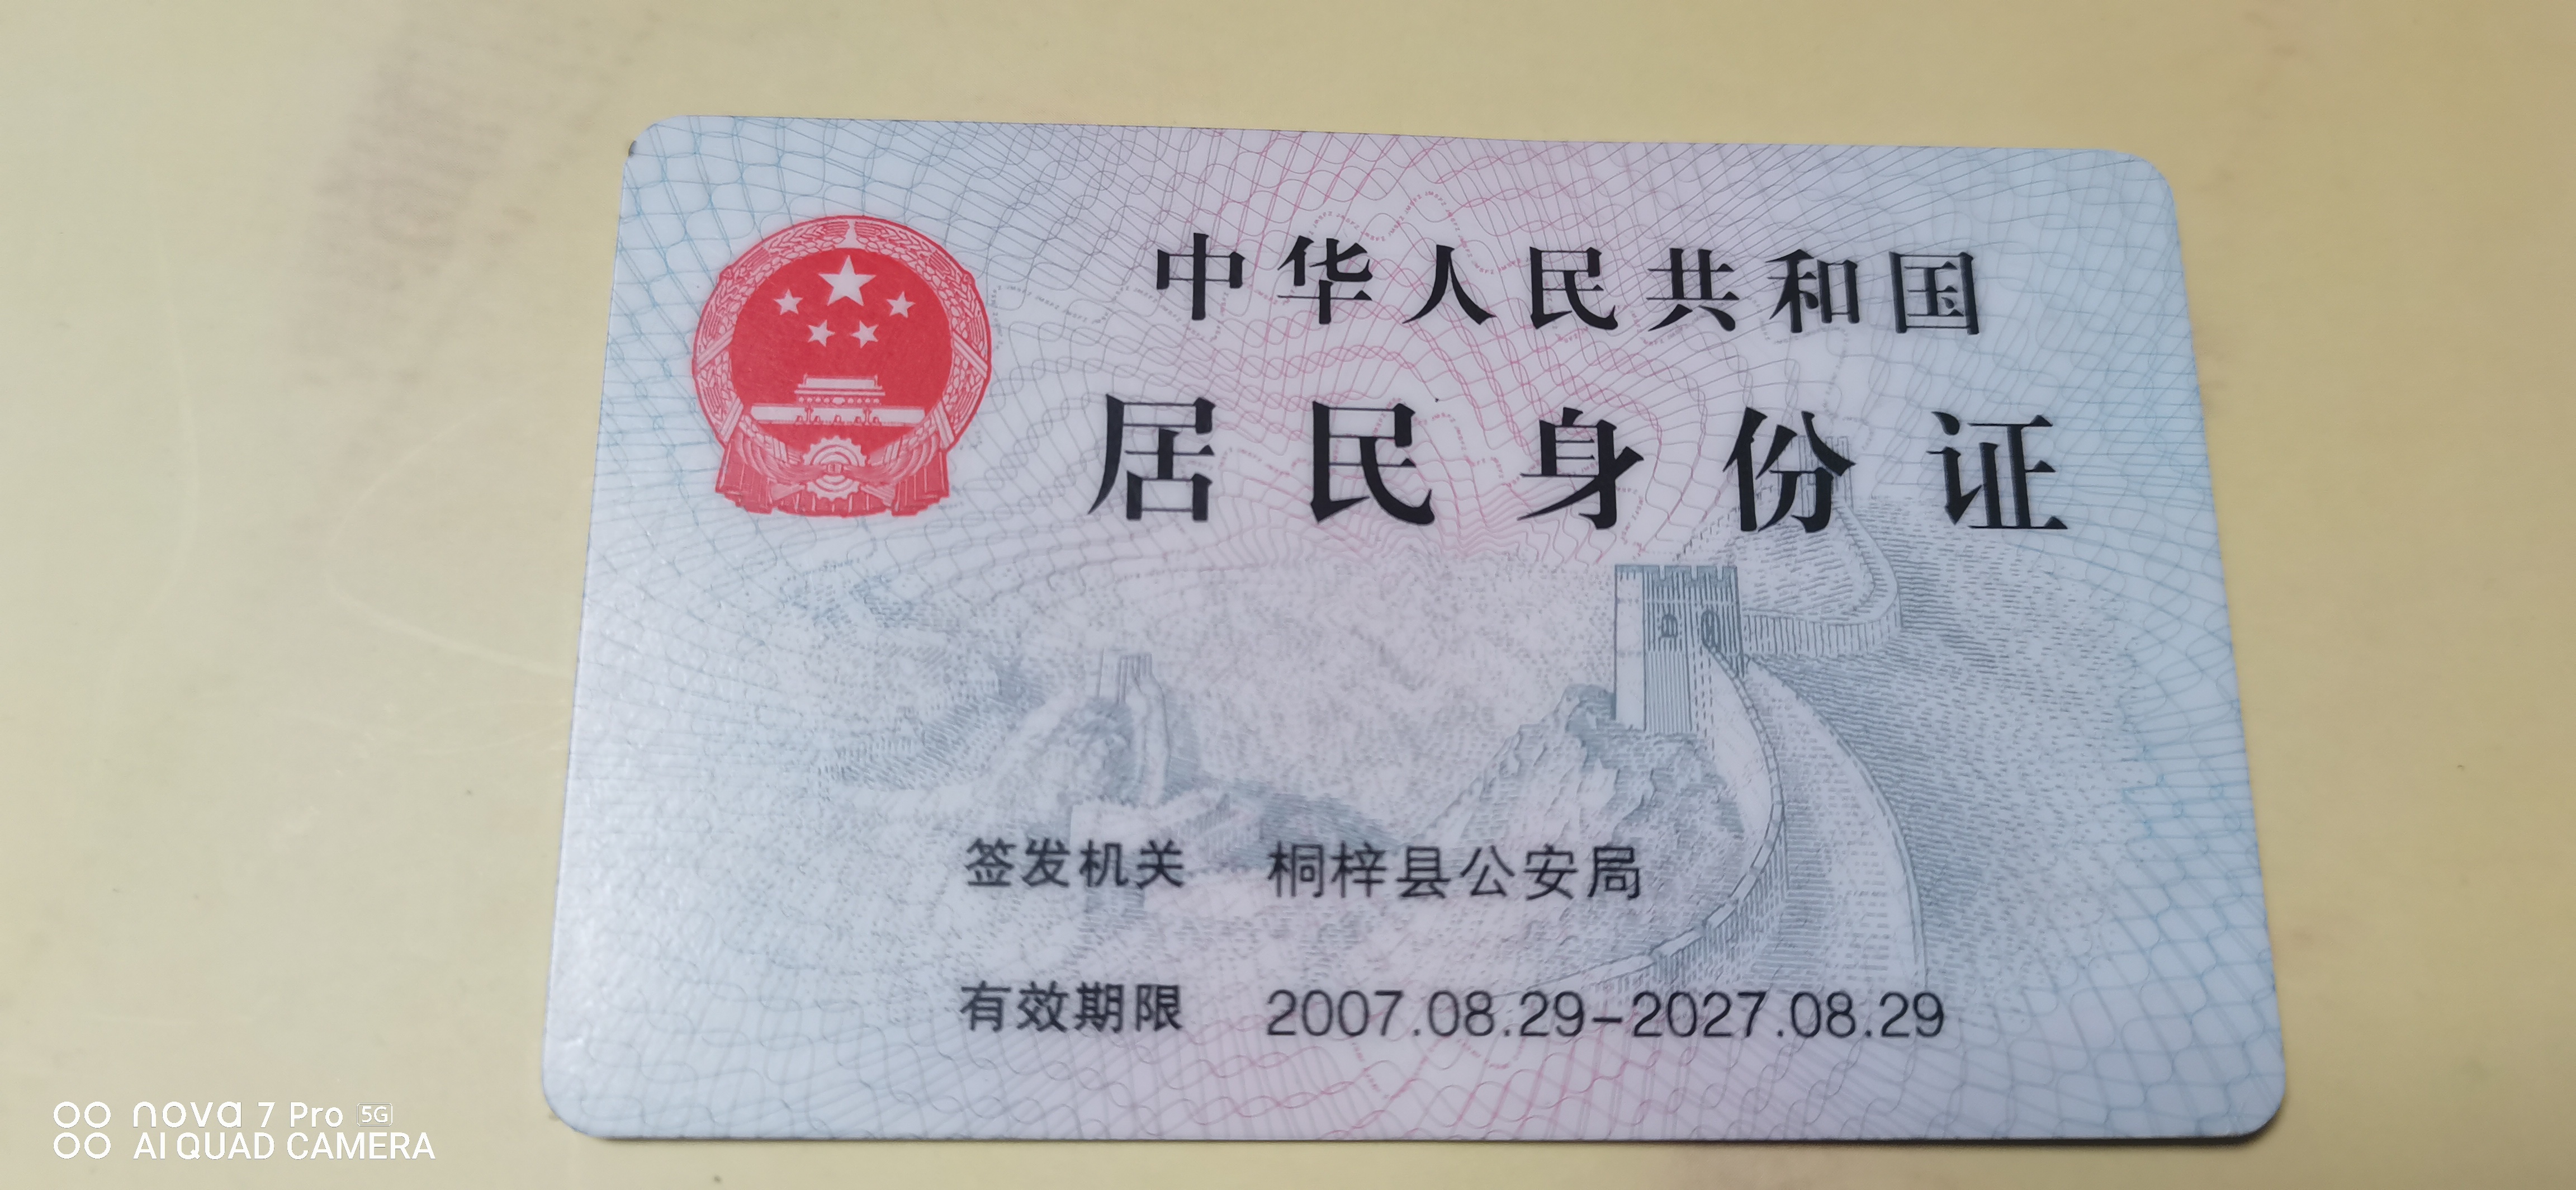 中华人民共和国
居民身份证
签发机关 桐梓县公安局
有效期限 2007.08.29-2027.08.29
nova 7 Pro 5G
AI QUAD CAMERA